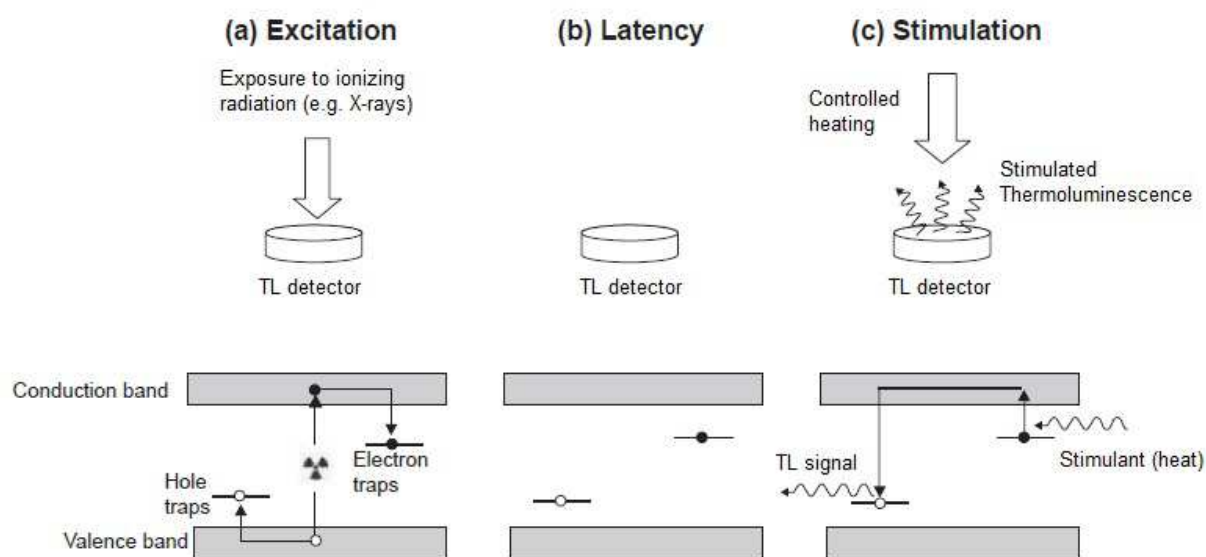 (a) Excitation
(b) Latency
(c) Stimulation
Exposure to ionizing
radiation (e.g. X-rays)
Controlled
heating
Stimulated
Thermoluminescence
TL detector
TL detector
TL detector
Conduction band
Electron
traps
Hole
traps
Valence band
TL signal
Stimulant (heat)